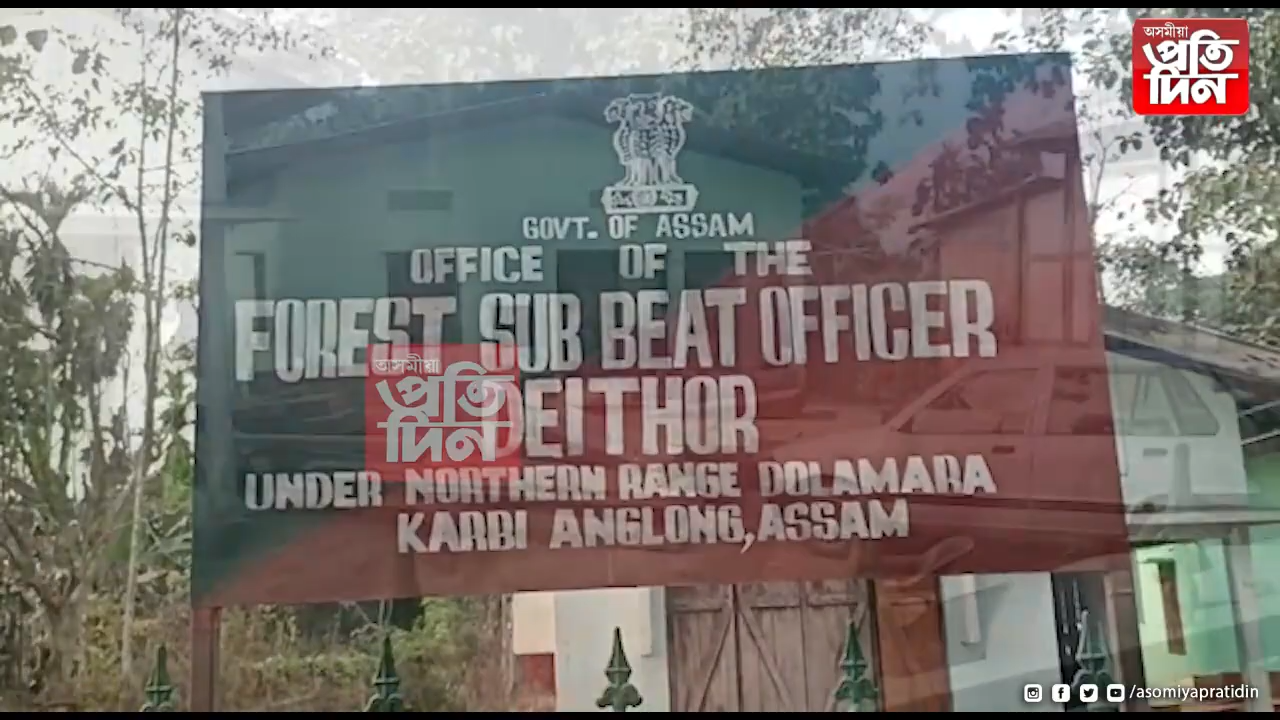 অসমীয়া
প্ৰতি
দিন
GOVT. OF ASSAM
OFFICE OF THE
FOREST SUB BEAT OFFICER
অসমীয়া
প্ৰতি
দিন
DEITHOR
UNDER NORTHERN RANGE DOLAMARA
KARBI ANGLONG, ASSAM
/asomiyapratidin